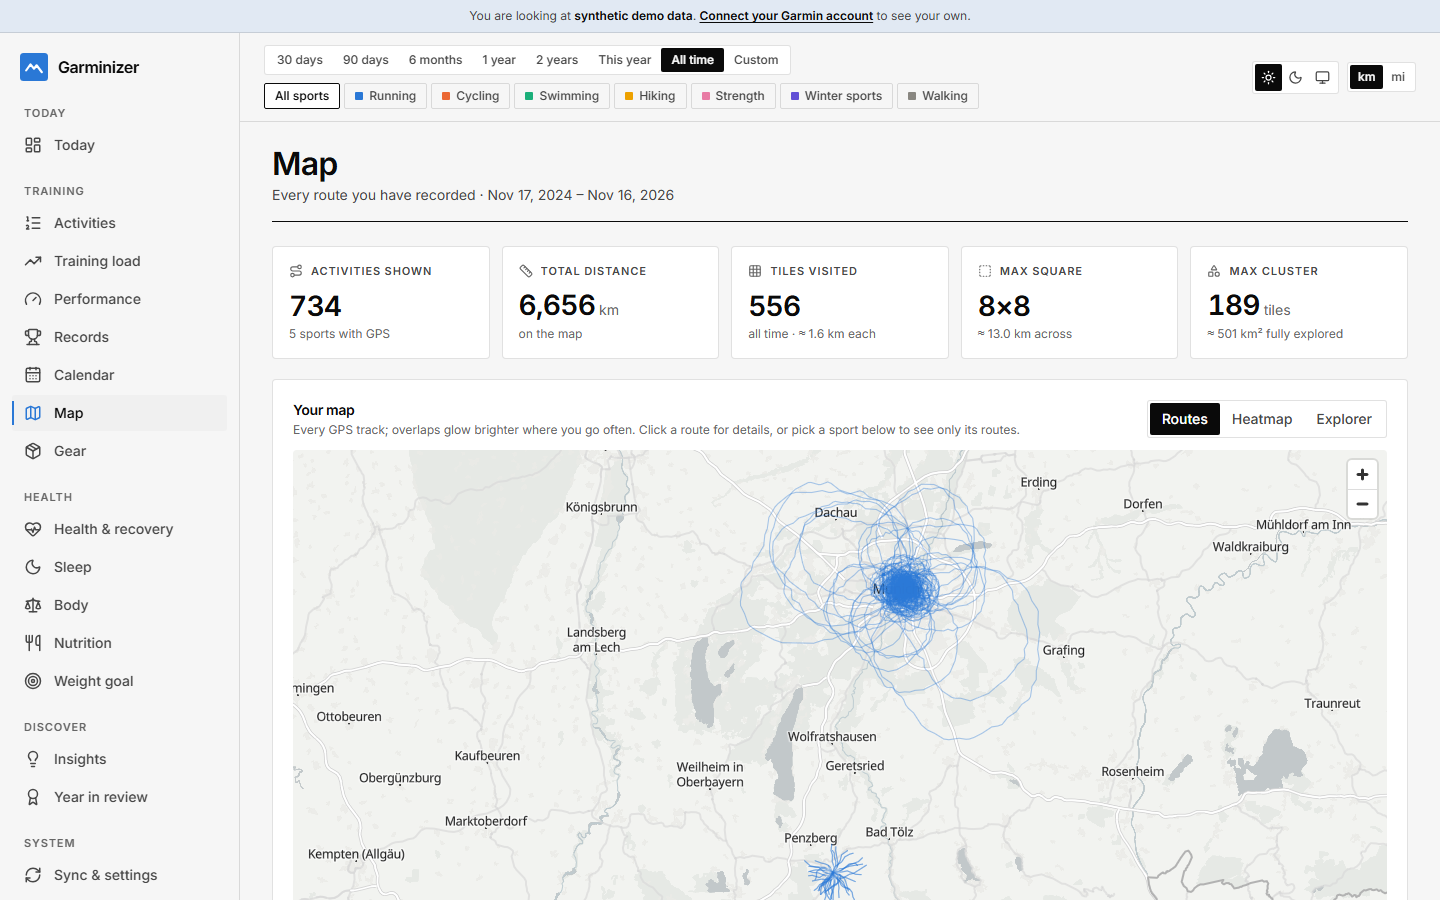 You are looking at synthetic demo data. Connect your Garmin account to see your own.
Garminizer
TODAY
Today
TRAINING
Activities
Training load
Performance
Records
Calendar
Map
Gear
HEALTH
Health & recovery
Sleep
Body
Nutrition
Weight goal
DISCOVER
Insights
Year in review
SYSTEM
Sync & settings
30 days 90 days 6 months 1 year 2 years This year All time Custom
All sports Running Cycling Swimming Hiking Strength Winter sports Walking
km mi
Map
Every route you have recorded · Nov 17, 2024 – Nov 16, 2026
ACTIVITIES SHOWN
734
5 sports with GPS
TOTAL DISTANCE
6,656 km
on the map
TILES VISITED
556
all time · ≈ 1.6 km each
MAX SQUARE
8×8
≈ 13.0 km across
MAX CLUSTER
189 tiles
≈ 501 km² fully explored
Your map
Every GPS track; overlaps glow brighter where you go often. Click a route for details, or pick a sport below to see only its routes.
Routes Heatmap Explorer
+
−
Erding
Königsbrunn
Dachau
Dorfen
Mühldorf am Inn
Waldkraiburg
Landsberg
am Lech
Grafing
mingen
Ottobeuren
Traunreut
Wolfratshausen
Kaufbeuren
Weilheim in
Oberbayern
Geretsried
Obergünzburg
Rosenheim
Marktoberdorf
Penzberg
Bad Tölz
Kempten (Allgäu)